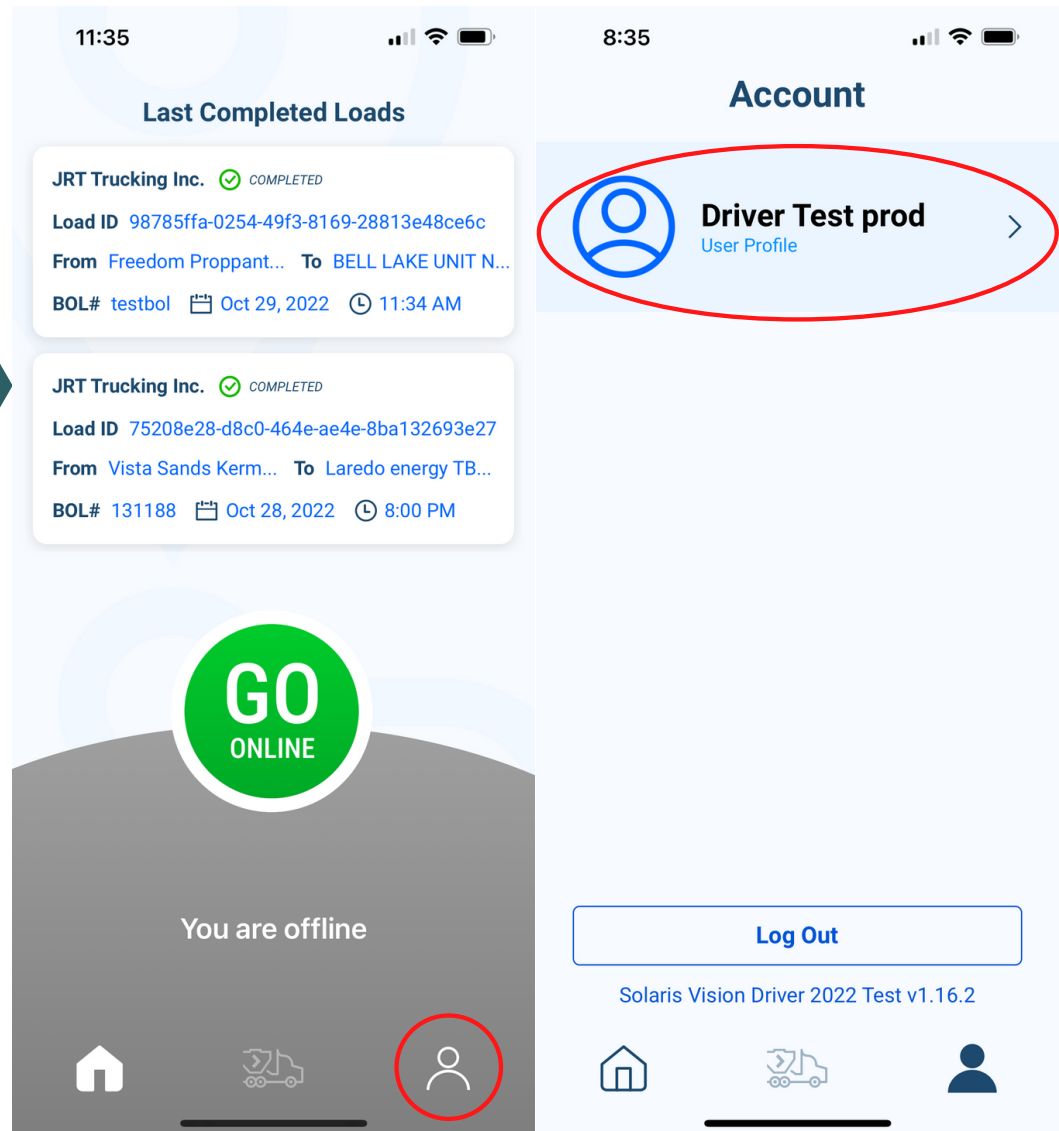 11:35
Last Completed Loads
JRT Trucking Inc. COMPLETED
Load ID 98785ffa-0254-49f3-8169-28813e48ce6c
From Freedom Proppant... To BELL LAKE UNIT N...
BOL# testbol Oct 29, 2022 11:34 AM
JRT Trucking Inc. COMPLETED
Load ID 75208e28-d8c0-464e-ae4e-8ba132693e27
From Vista Sands Kerm... To Laredo energy TB...
BOL# 131188 Oct 28, 2022 8:00 PM
GO
ONLINE
You are offline
8:35
Account
Driver Test prod
User Profile
Log Out
Solaris Vision Driver 2022 Test v1.16.2